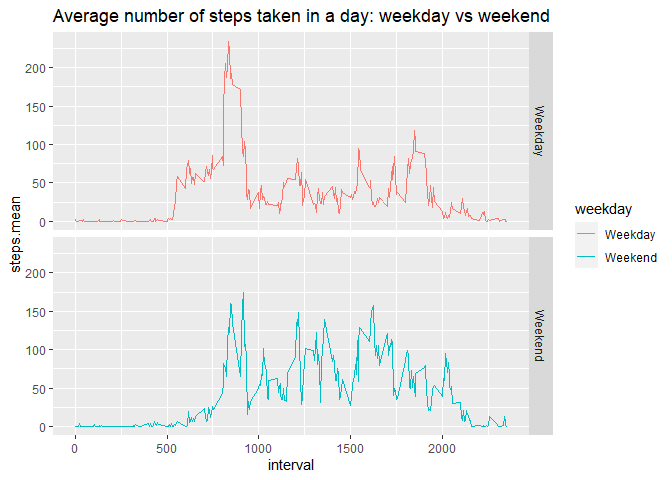 Average number of steps taken in a day: weekday vs weekend
200
150
100
50
0
Weekday
200
150
100
50
0
Weekend
steps.mean
0 500 1000 1500 2000
interval
weekday
Weekday
Weekend